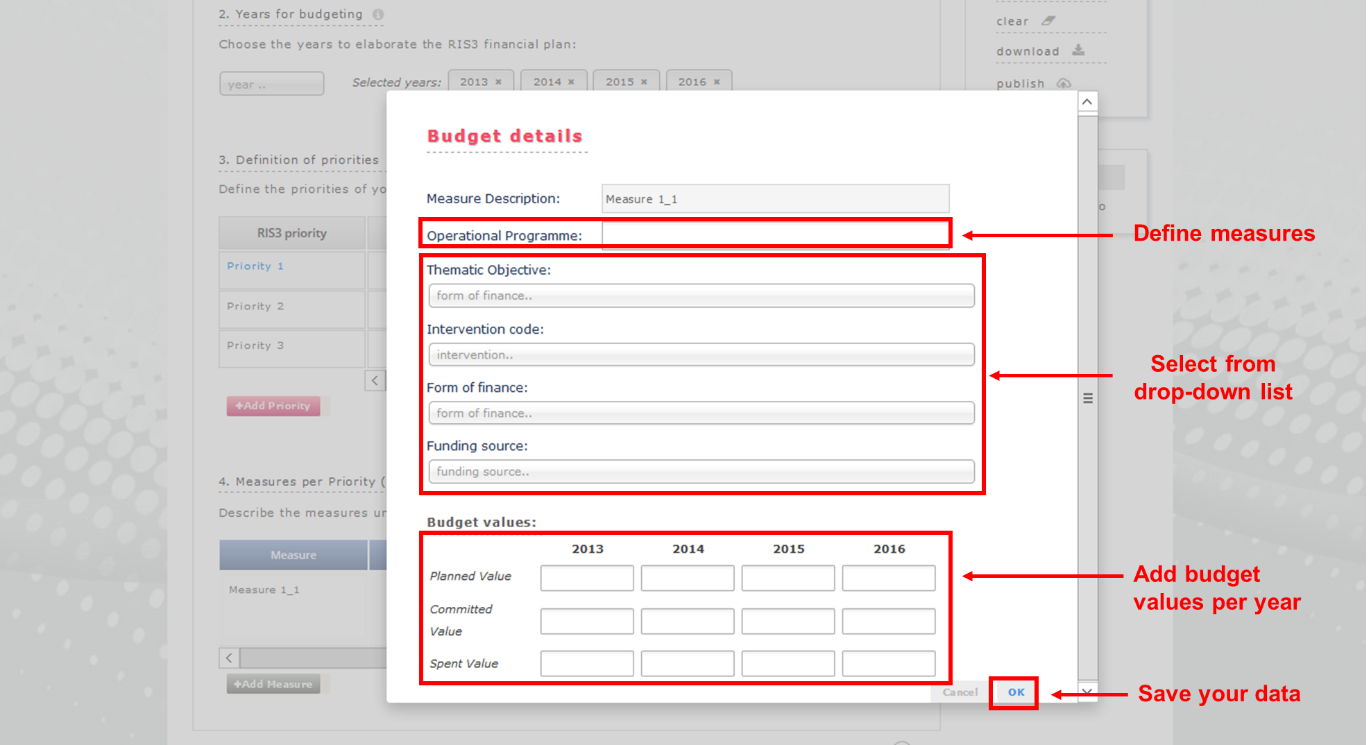 2. Years for budgeting
Choose the years to elaborate the RIS3 financial plan:
year ..
Selected years:
2013 ×
2014 ×
2015 ×
2016 ×
clear
download
publish
3. Definition of priorities
Define the priorities of yo
RIS3 priority
Priority 1
Priority 2
Priority 3
+Add Priority
4. Measures per Priority (
Describe the measures ur
Measure
Measure 1_1
+Add Measure
Budget details
Measure Description:
Measure 1_1
Operational Programme:
Thematic Objective:
form of finance..
Intervention code:
intervention..
Form of finance:
form of finance..
Funding source:
funding source..
Budget values:
2013 2014 2015 2016
Planned Value
Committed
Value
Spent Value
Cancel
OK
o
Define measures
Select from
drop-down list
Add budget
values per year
Save your data